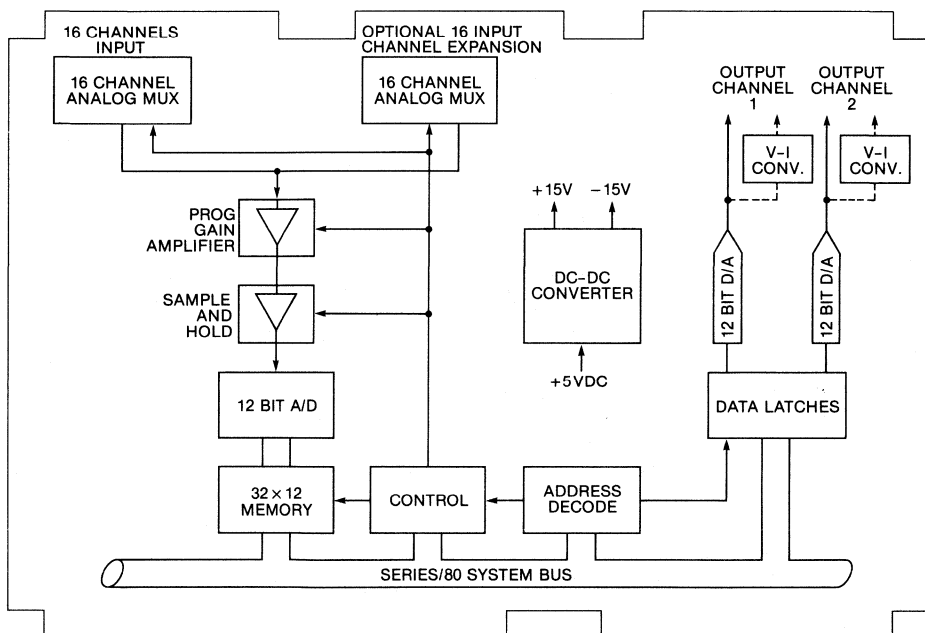 16 CHANNELS
INPUT
16 CHANNEL
ANALOG MUX
OPTIONAL 16 INPUT
CHANNEL EXPANSION
16 CHANNEL
ANALOG MUX
OUTPUT
CHANNEL
1
OUTPUT
CHANNEL
2
V-I
CONV.
V-I
CONV.
PROG
GAIN
AMPLIFIER
+15V
-15V
DC-DC
CONVERTER
+5VDC
12 BIT D/A
12 BIT D/A
SAMPLE
AND
HOLD
12 BIT A/D
DATA LATCHES
32 × 12
MEMORY
CONTROL
ADDRESS
DECODE
SERIES/80 SYSTEM BUS